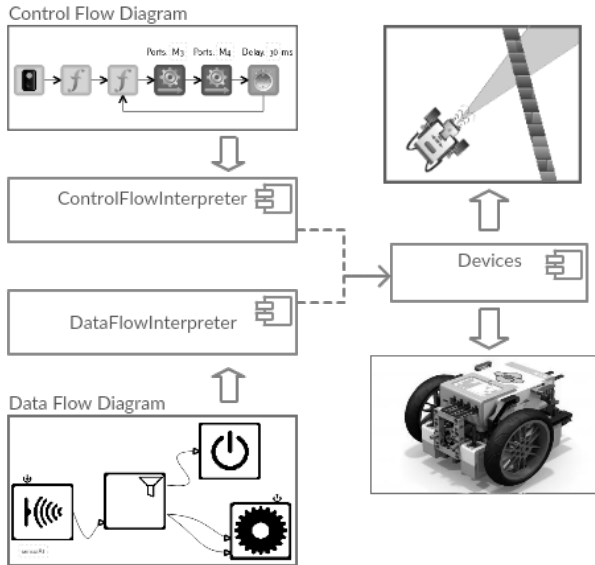 Control Flow Diagram
Ports: M3 Ports: M4 Delay: 30 ms
ControlFlowInterpreter
Devices
DataFlowInterpreter
Data Flow Diagram